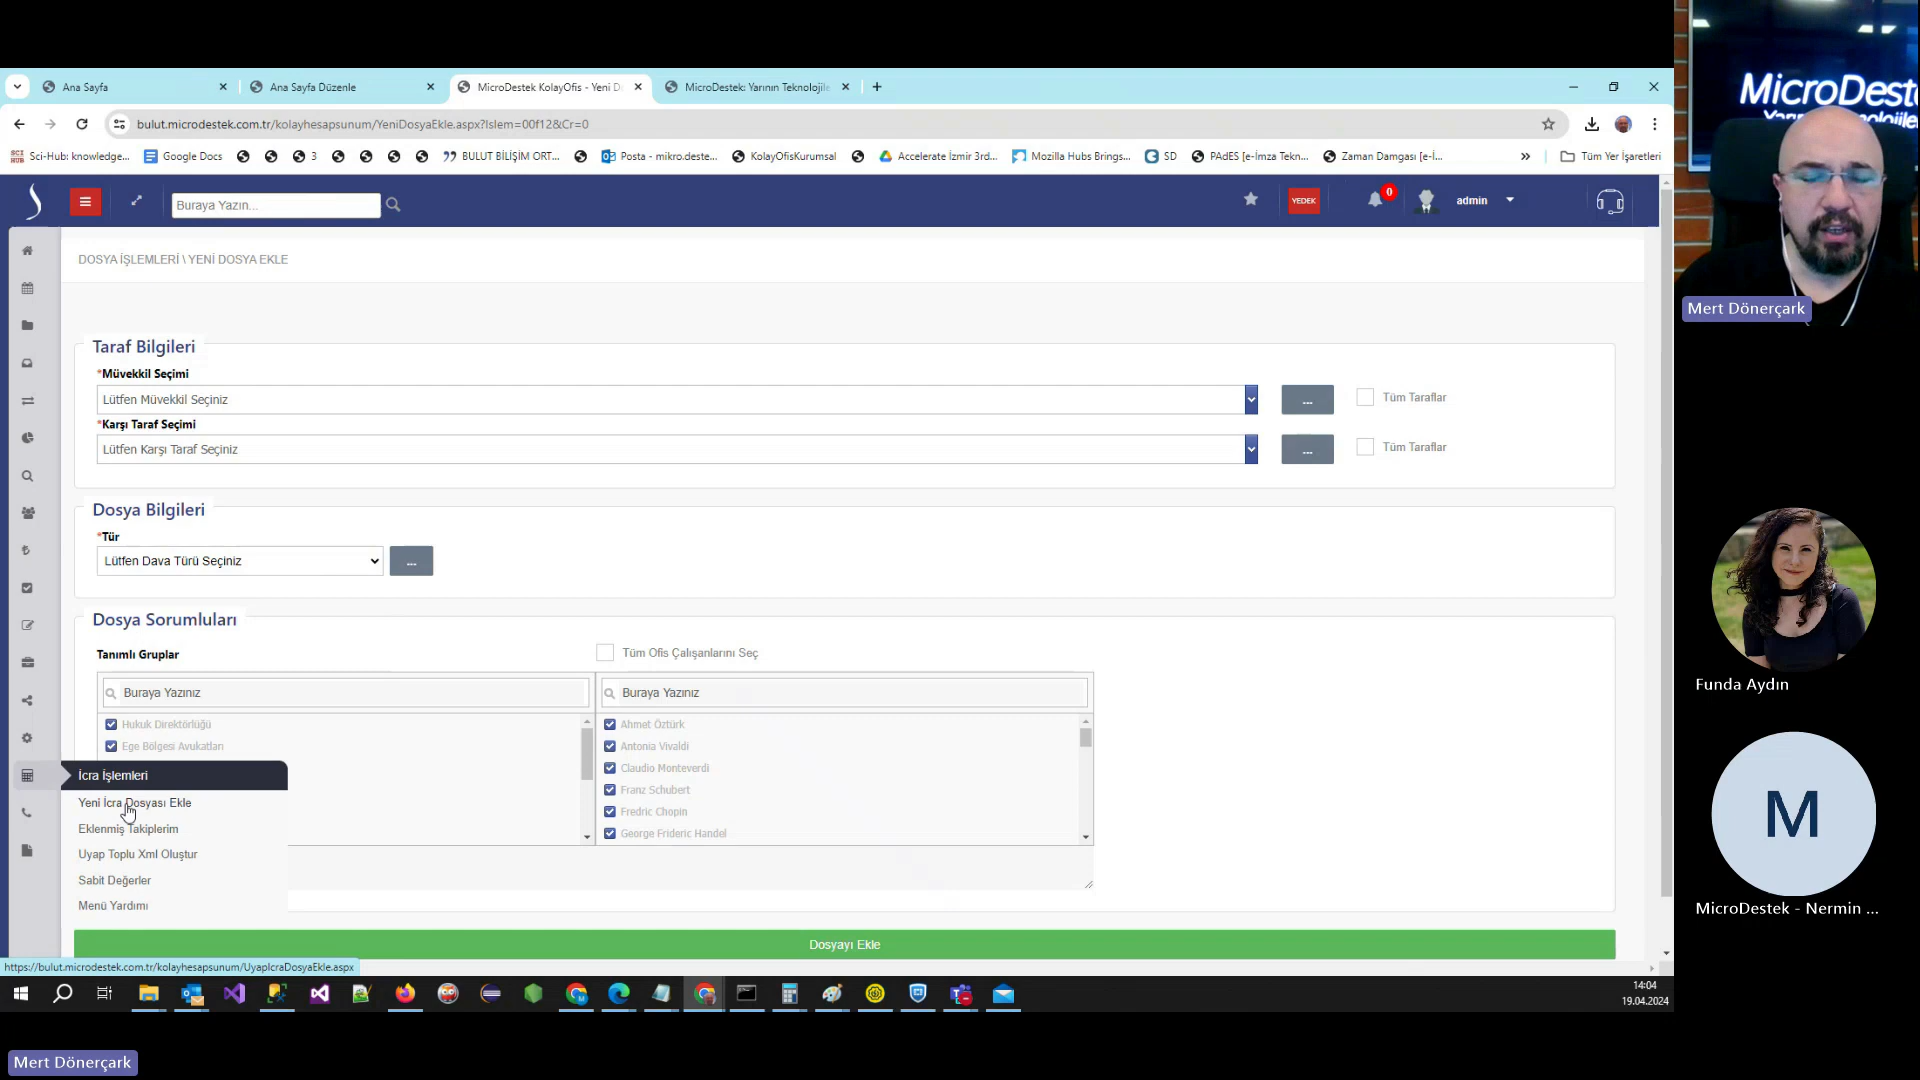 Ana Sayfa
Ana Sayfa Düzenle
MicroDestek KolayOfis - Yeni D
MicroDestek: Yarının Teknolojile
bulut.microdestek.com.tr/kolayhesapsunum/YeniDosyaEkle.aspx?Islem=00f12&Cr=0
Sci-Hub: knowledge...
Google Docs
3
BULUT BİLİŞİM ORT...
Posta - mikro.deste...
KolayOfisKurumsal
Accelerate İzmir 3rd...
Mozilla Hubs Brings...
SD
PAdES [e-İmza Tekn...
Zaman Damgası [e-İ...
Tüm Yer İşaretleri
Buraya Yazın...
YEDEK
0
admin
DOSYA İŞLEMLERİ \ YENİ DOSYA EKLE
Taraf Bilgileri
*Müvekkil Seçimi
Lütfen Müvekkil Seçiniz
...
Tüm Taraflar
*Karşı Taraf Seçimi
Lütfen Karşı Taraf Seçiniz
...
Tüm Taraflar
Dosya Bilgileri
*Tür
Lütfen Dava Türü Seçiniz
...
Dosya Sorumluları
Tanımlı Gruplar
Tüm Ofis Çalışanlarını Seç
Buraya Yazınız
Buraya Yazınız
Hukuk Direktörlüğü
Ege Bölgesi Avukatları
Ahmet Öztürk
Antonia Vivaldi
Claudio Monteverdi
Franz Schubert
Fredric Chopin
George Frideric Handel
İcra İşlemleri
Yeni İcra Dosyası Ekle
Eklenmiş Takiplerim
Uyap Toplu Xml Oluştur
Sabit Değerler
Menü Yardımı
Dosyayı Ekle
https://bulut.microdestek.com.tr/kolayhesapsunum/UyapIcraDosyaEkle.aspx
14:04
19.04.2024
MicroDest
Mert Dönerçark
Funda Aydın
M
MicroDestek - Nermin ...
Mert Dönerçark